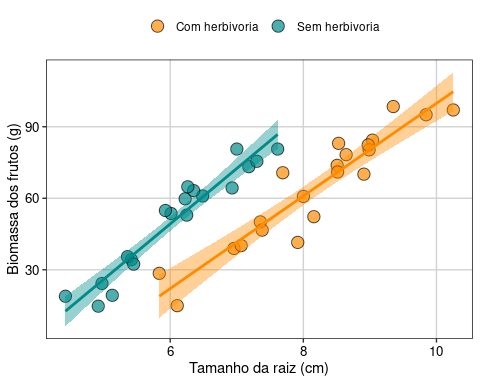 Com herbivoria Sem herbivoria
90
60
30
Biomassa dos frutos (g)
6 8 10
Tamanho da raiz (cm)